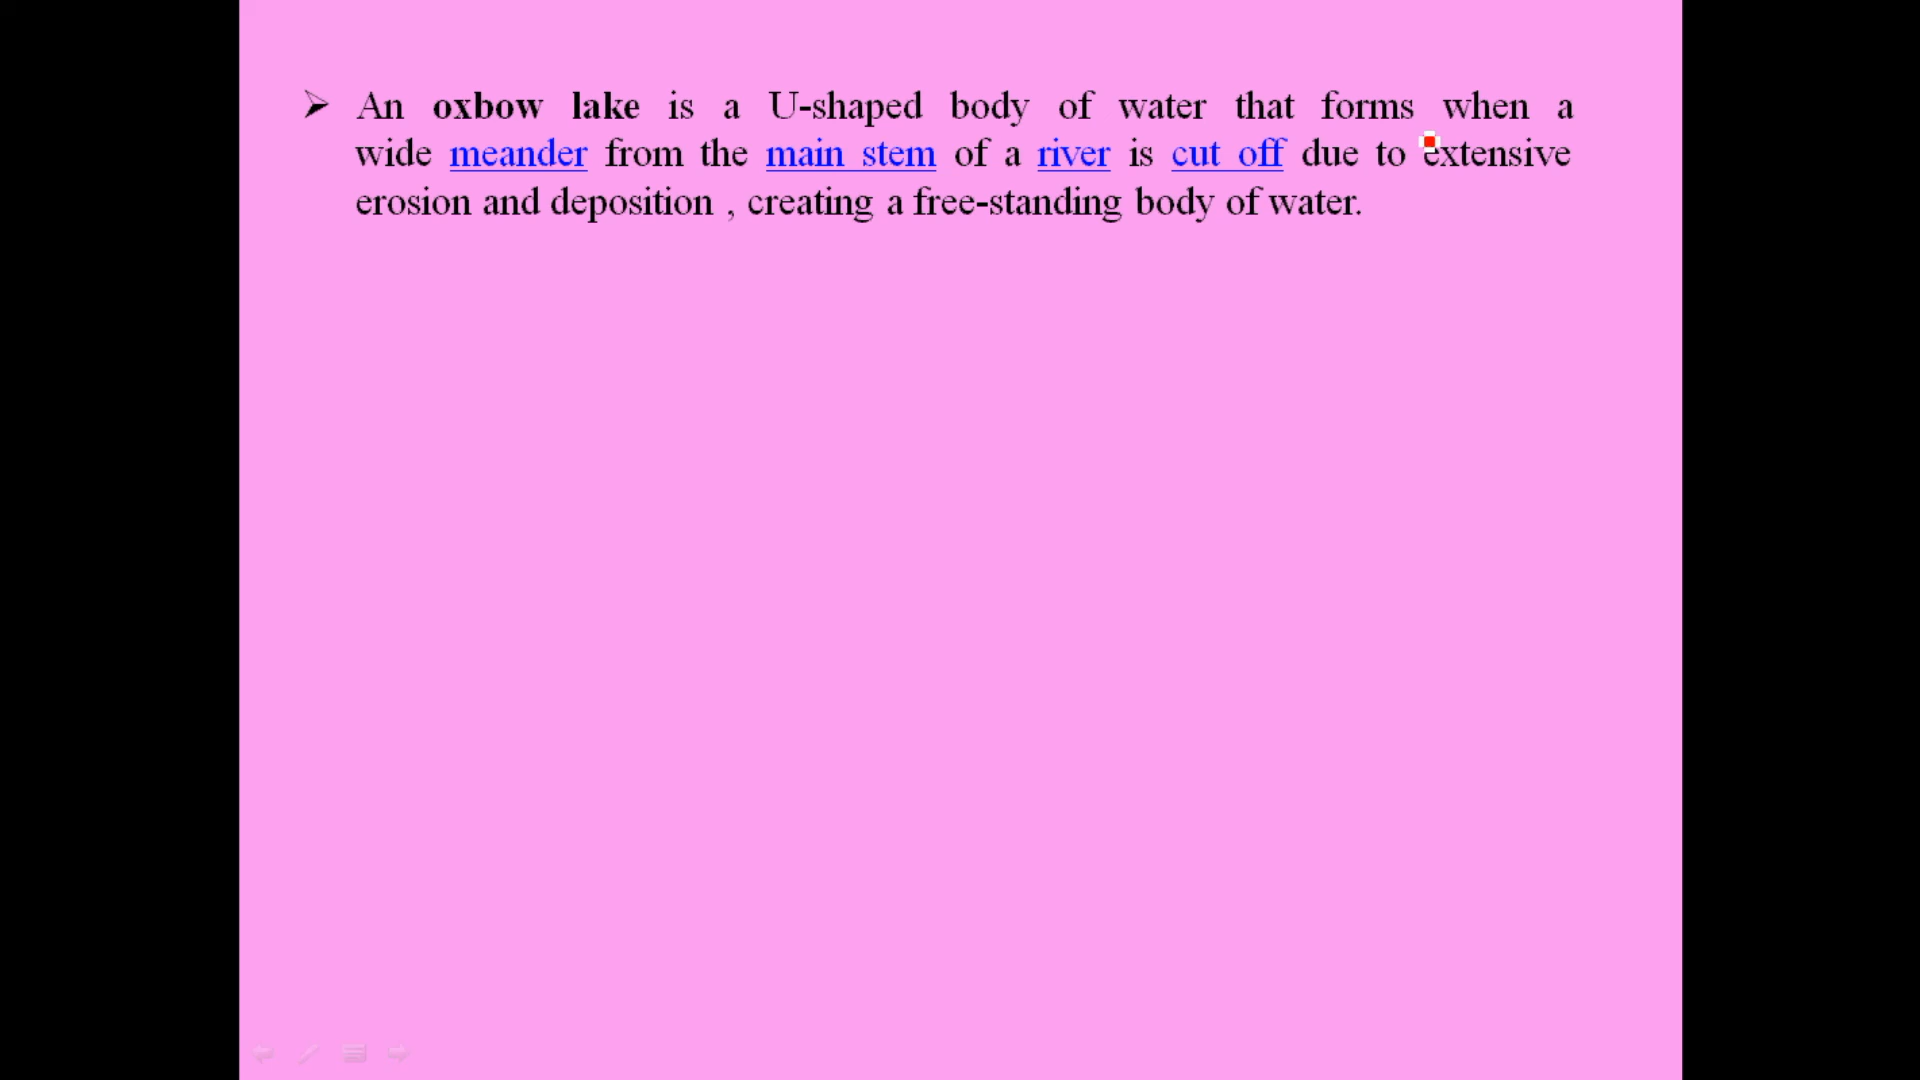 An oxbow lake is a U-shaped body of water that forms when a
wide meander from the main stem of a river is cut off due to extensive
erosion and deposition , creating a free-standing body of water.